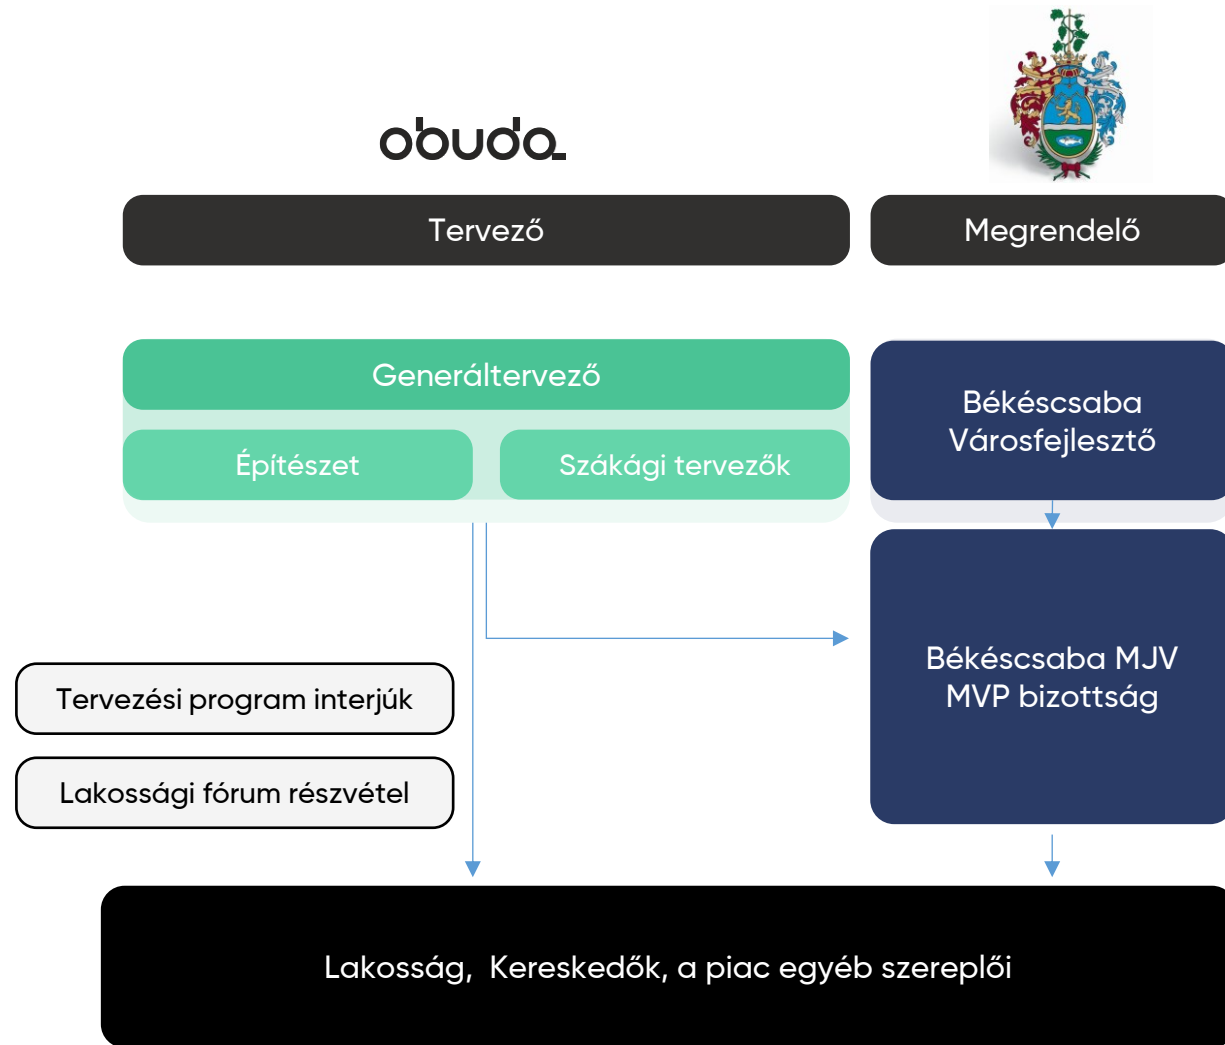 obuda
Tervező
Megrendelő
Generáltervező
Építészet
Szákági tervezők
Békéscsaba
Városfejlesztő
Békéscsaba MJV
MVP bizottság
Tervezési program interjúk
Lakossági fórum részvétel
Lakosság, Kereskedők, a piac egyéb szereplői